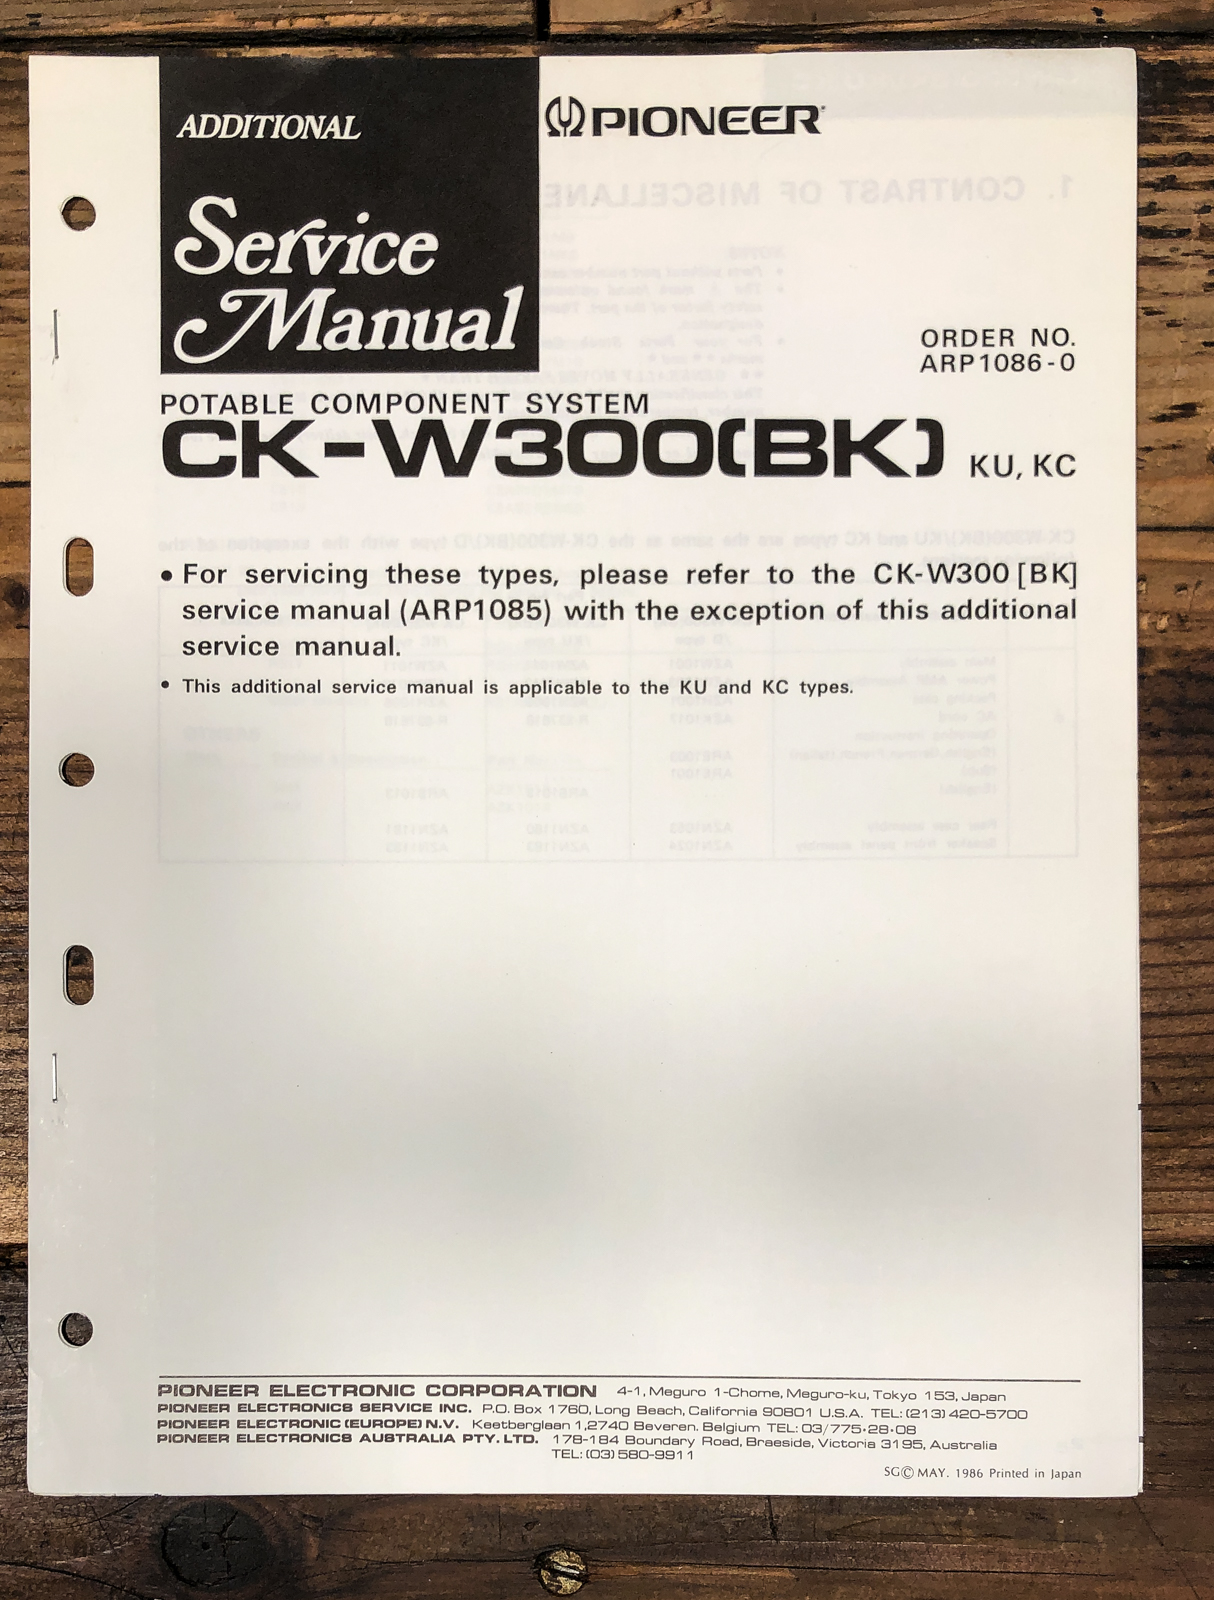 ADDITIONAL
Service
Manual
PIONEER
ORDER NO.
ARP1086-0
POTABLE COMPONENT SYSTEM
CK-W300(BK) KU, KC
• For servicing these types, please refer to the CK-W300 [BK]
service manual (ARP1085) with the exception of this additional
service manual.
• This additional service manual is applicable to the KU and KC types.
PIONEER ELECTRONIC CORPORATION 4-1, Meguro 1-Chome, Meguro-ku, Tokyo 153, Japan
PIONEER ELECTRONICS SERVICE INC. P.O. Box 1760, Long Beach, California 90801 U.S.A. TEL: (213) 420-5700
PIONEER ELECTRONIC (EUROPE) N.V. Keetberglaan 1, 2740 Beveren. Belgium TEL: 03/775·28·08
PIONEER ELECTRONICS AUSTRALIA PTY. LTD. 178-184 Boundary Road, Braeside, Victoria 3195, Australia
TEL: (03) 580-9911
SG© MAY. 1986 Printed in Japan